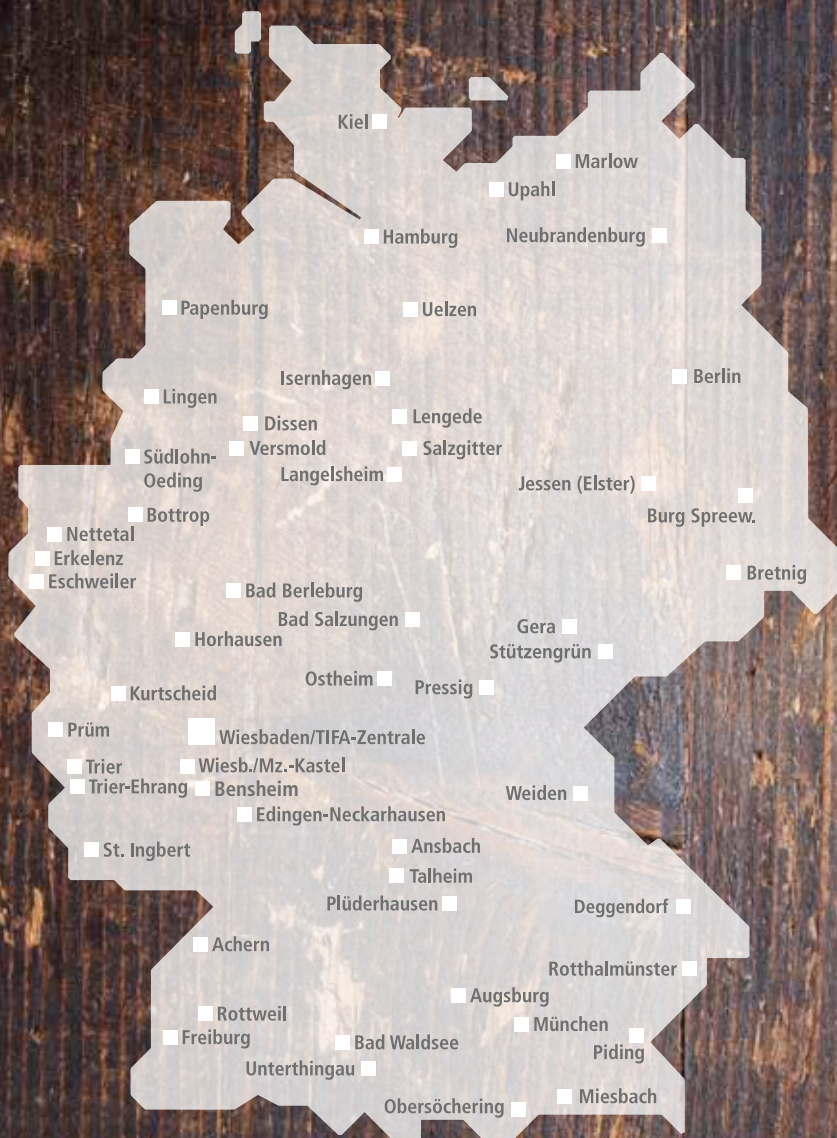 Kiel
Marlow
Upahl
Hamburg
Neubrandenburg
Papenburg
Uelzen
Isernhagen
Berlin
Lingen
Lengede
Dissen
Versmold
Salzgitter
Südlohn-
Oeding
Langelsheim
Jessen (Elster)
Burg Spreew.
Bottrop
Nettetal
Erkelenz
Eschweiler
Bretnig
Bad Berleburg
Bad Salzungen
Gera
Horhausen
Stützengrün
Ostheim
Pressig
Kurtscheid
Prüm
Wiesbaden/TIFA-Zentrale
Trier
Wiesb./Mz.-Kastel
Trier-Ehrang
Bensheim
Weiden
Edingen-Neckarhausen
St. Ingbert
Ansbach
Talheim
Plüderhausen
Deggendorf
Achern
Rotthalmünster
Augsburg
Rottweil
München
Freiburg
Bad Waldsee
Piding
Unterthingau
Miesbach
Obersöchering